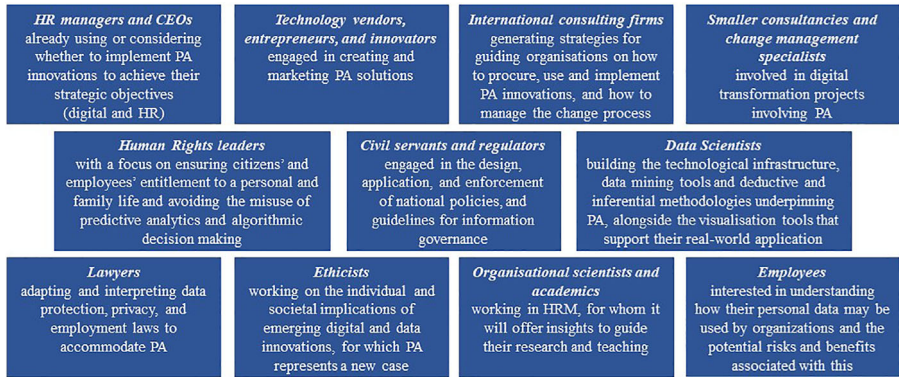 HR managers and CEOs
already using or considering
whether to implement PA
innovations to achieve their
strategic objectives
(digital and HR)
Technology vendors,
entrepreneurs, and innovators
engaged in creating and
marketing PA solutions
International consulting firms
generating strategies for
guiding organisations on how
to procure, use and implement
PA innovations, and how to
manage the change process
Smaller consultancies and
change management
specialists
involved in digital
transformation projects
involving PA
Human Rights leaders
with a focus on ensuring citizens' and
employees' entitlement to a personal and
family life and avoiding the misuse of
predictive analytics and algorithmic
decision making
Civil servants and regulators
engaged in the design,
application, and enforcement
of national policies, and
guidelines for information
governance
Data Scientists
building the technological infrastructure,
data mining tools and deductive and
inferential methodologies underpinning
PA, alongside the visualisation tools that
support their real-world application
Lawyers
adapting and interpreting data
protection, privacy, and
employment laws to
accommodate PA
Ethicists
working on the individual and
societal implications of
emerging digital and data
innovations, for which PA
represents a new case
Organisational scientists and
academics
working in HRM, for whom it
will offer insights to guide
their research and teaching
Employees
interested in understanding
how their personal data may be
used by organizations and the
potential risks and benefits
associated with this